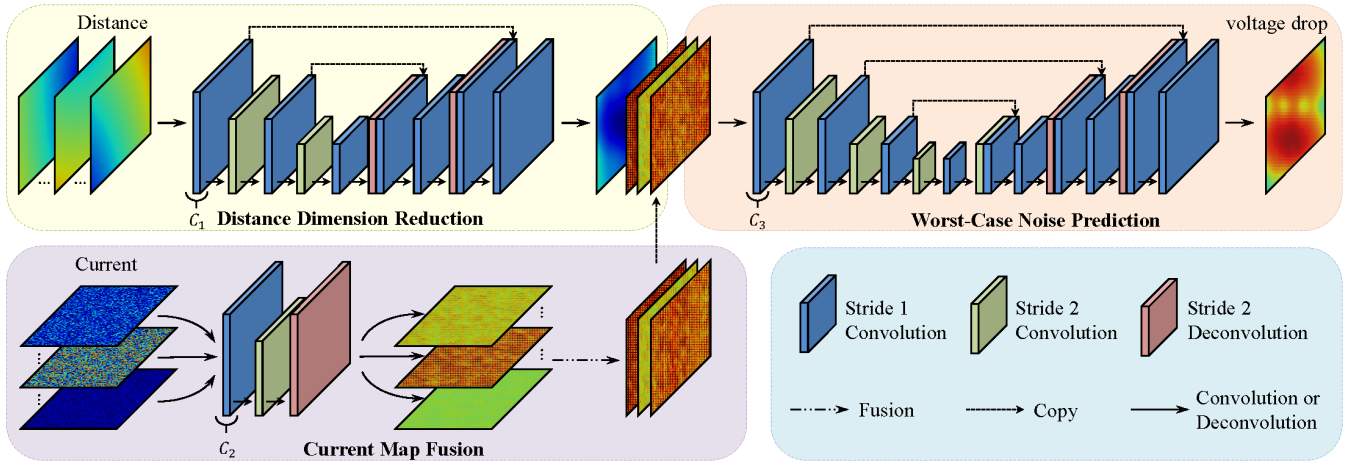 Distance
...
...
C₁
Distance Dimension Reduction
voltage drop
C₃
Worst-Case Noise Prediction
Current
...
...
...
...
C₂
Current Map Fusion
Stride 1
Convolution
Stride 2
Convolution
Stride 2
Deconvolution
Fusion
Copy
Convolution or
Deconvolution